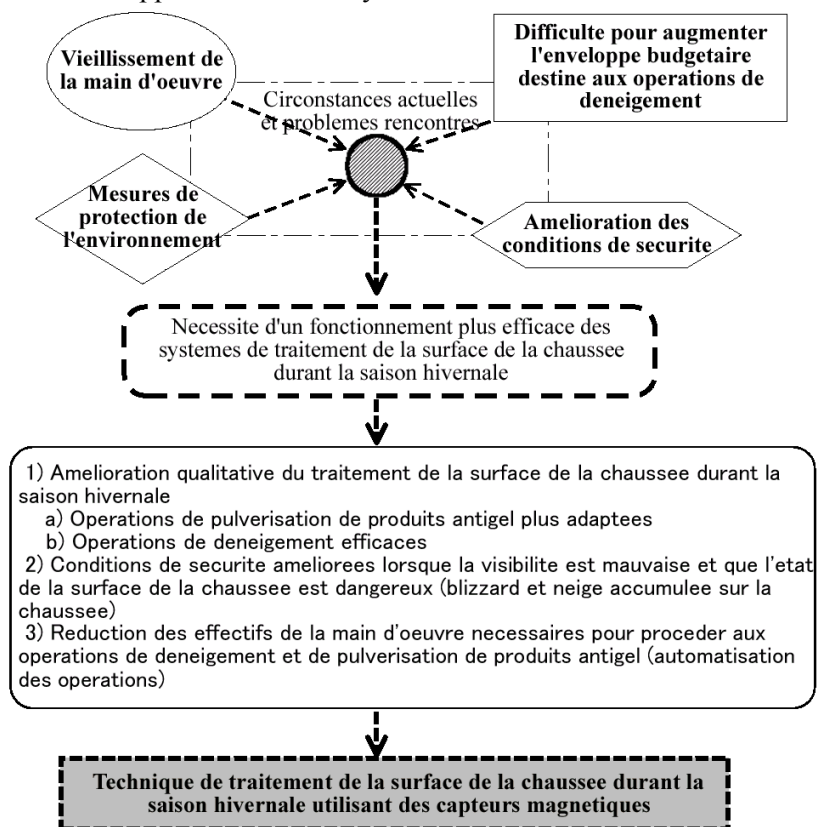 Vieillissement de
la main d'oeuvre
Difficulte pour augmenter
l'enveloppe budgetaire
destine aux operations de
deneigement
Circonstances actuelles
et problemes rencontres
Mesures de
protection de
l'environnement
Amelioration des
conditions de securite
Necessite d'un fonctionnement plus efficace des
systemes de traitement de la surface de la chaussee
durant la saison hivernale
1) Amelioration qualitative du traitement de la surface de la chaussee durant la
saison hivernale
a) Operations de pulverisation de produits antigel plus adaptees
b) Operations de deneigement efficaces
2) Conditions de securite ameliorees lorsque la visibilite est mauvaise et que l'etat
de la surface de la chaussee est dangereux (blizzard et neige accumulee sur la
chaussee)
3) Reduction des effectifs de la main d'oeuvre necessaires pour proceder aux
operations de deneigement et de pulverisation de produits antigel (automatisation
des operations)
Technique de traitement de la surface de la chaussee durant la
saison hivernale utilisant des capteurs magnetiques